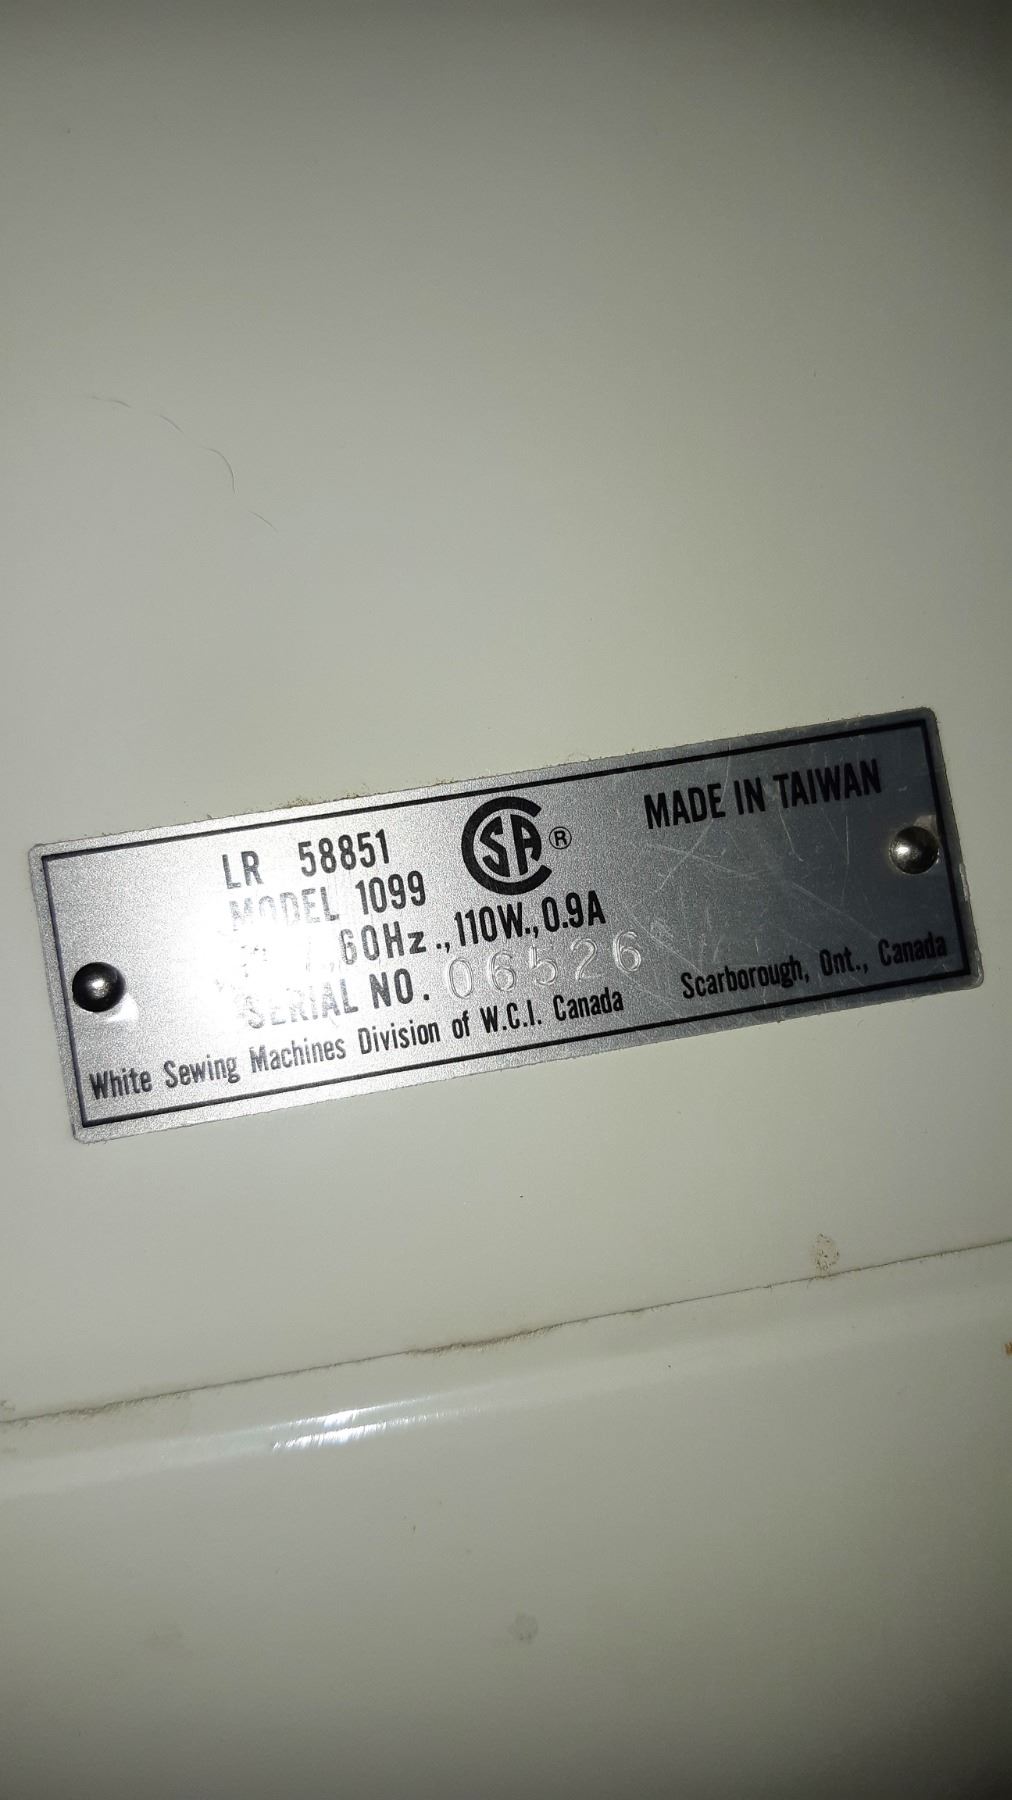 LR 58851
CSA ®
MADE IN TAIWAN
MODEL 1099
60Hz., 110W., 0.9A
SERIAL NO. 06526
White Sewing Machines Division of W.C.I. Canada Scarborough, Ont., Canada